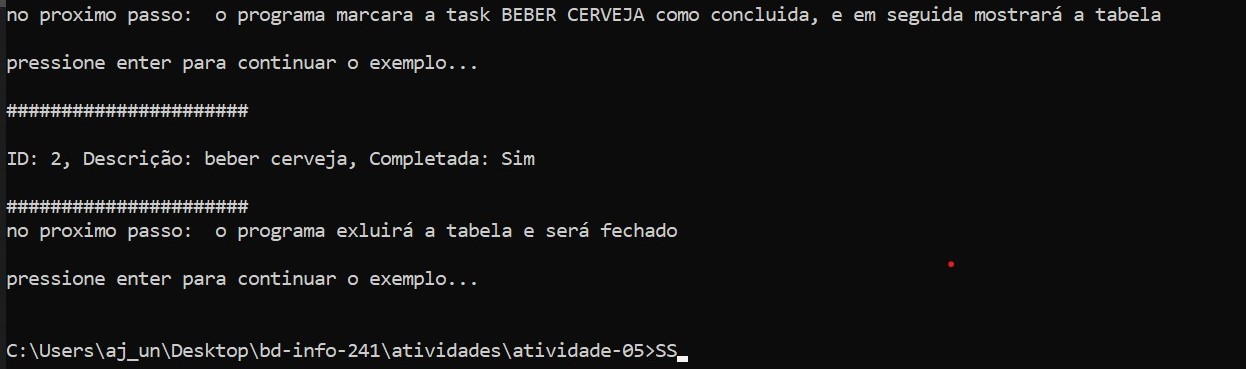 no proximo passo:  o programa marcara a task BEBER CERVEJA como concluida, e em seguida mostrará a tabela
pressione enter para continuar o exemplo...
######################
ID: 2, Descrição: beber cerveja, Completada: Sim
######################
no proximo passo:  o programa exluirá a tabela e será fechado
pressione enter para continuar o exemplo...
C:\Users\aj_un\Desktop\bd-info-241\atividades\atividade-05>SS